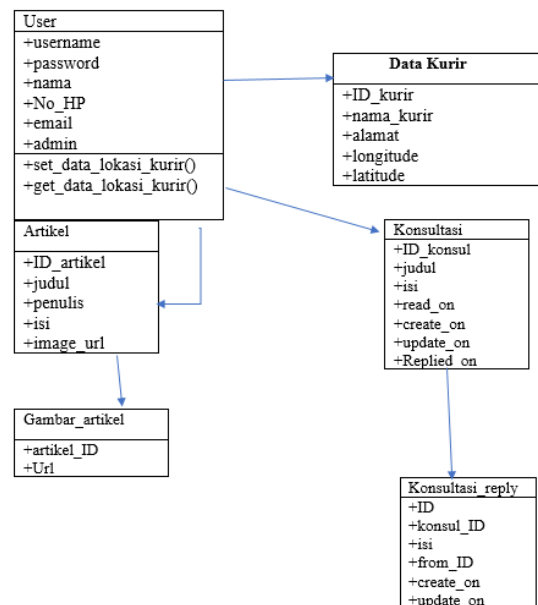 User
+username
+password
+nama
+No_HP
+email
+admin
+set_data_lokasi_kurir()
+get_data_lokasi_kurir()
Data Kurir
+ID_kurir
+nama_kurir
+alamat
+longitude
+latitude
Artikel
+ID_artikel
+judul
+penulis
+isi
+image_url
Konsultasi
+ID_konsul
+judul
+isi
+read_on
+create_on
+update_on
+Replied_on
Gambar_artikel
+artikel_ID
+Url
Konsultasi_reply
+ID
+konsul_ID
+isi
+from_ID
+create_on
+update_on